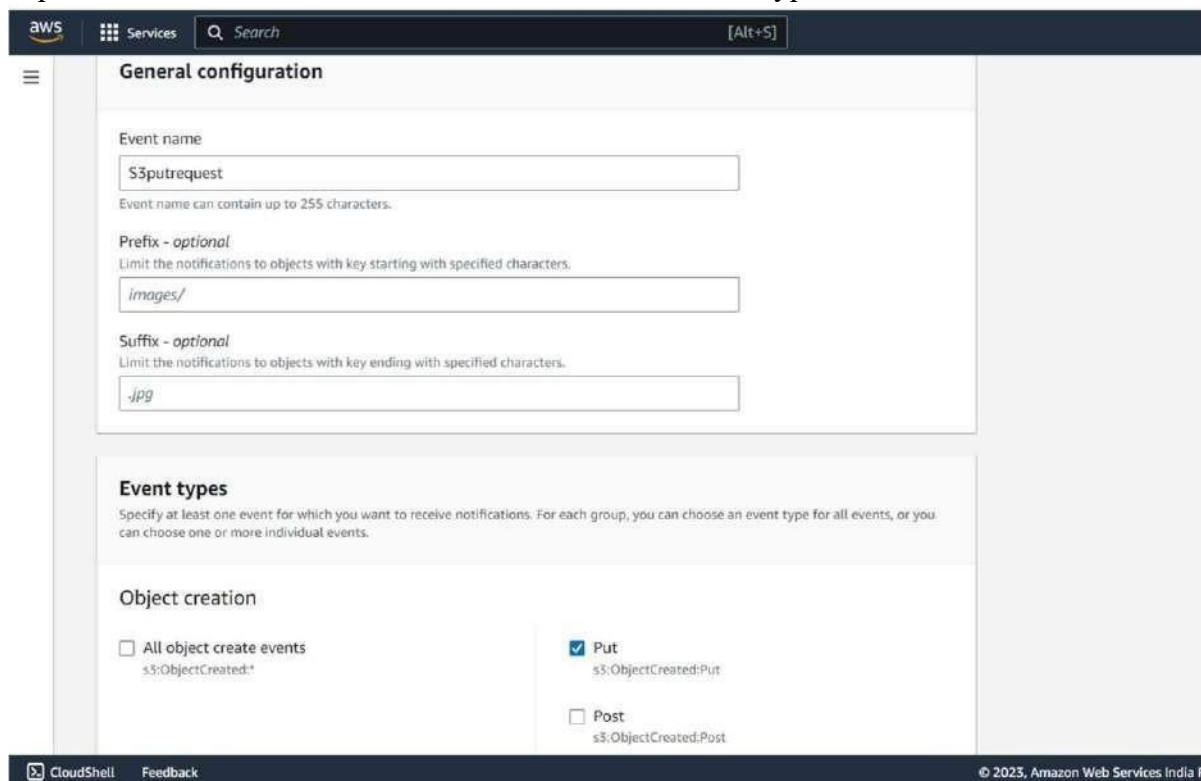 aws
Services
Search
[Alt+S]
General configuration
Event name
S3putrequest
Event name can contain up to 255 characters.
Prefix - optional
Limit the notifications to objects with key starting with specified characters.
images/
Suffix - optional
Limit the notifications to objects with key ending with specified characters.
.jpg
Event types
Specify at least one event for which you want to receive notifications. For each group, you can choose an event type for all events, or you
can choose one or more individual events.
Object creation
All object create events
s3:ObjectCreated:*
Put
s3:ObjectCreated:Put
Post
s3:ObjectCreated:Post
CloudShell
Feedback
© 2023, Amazon Web Services India